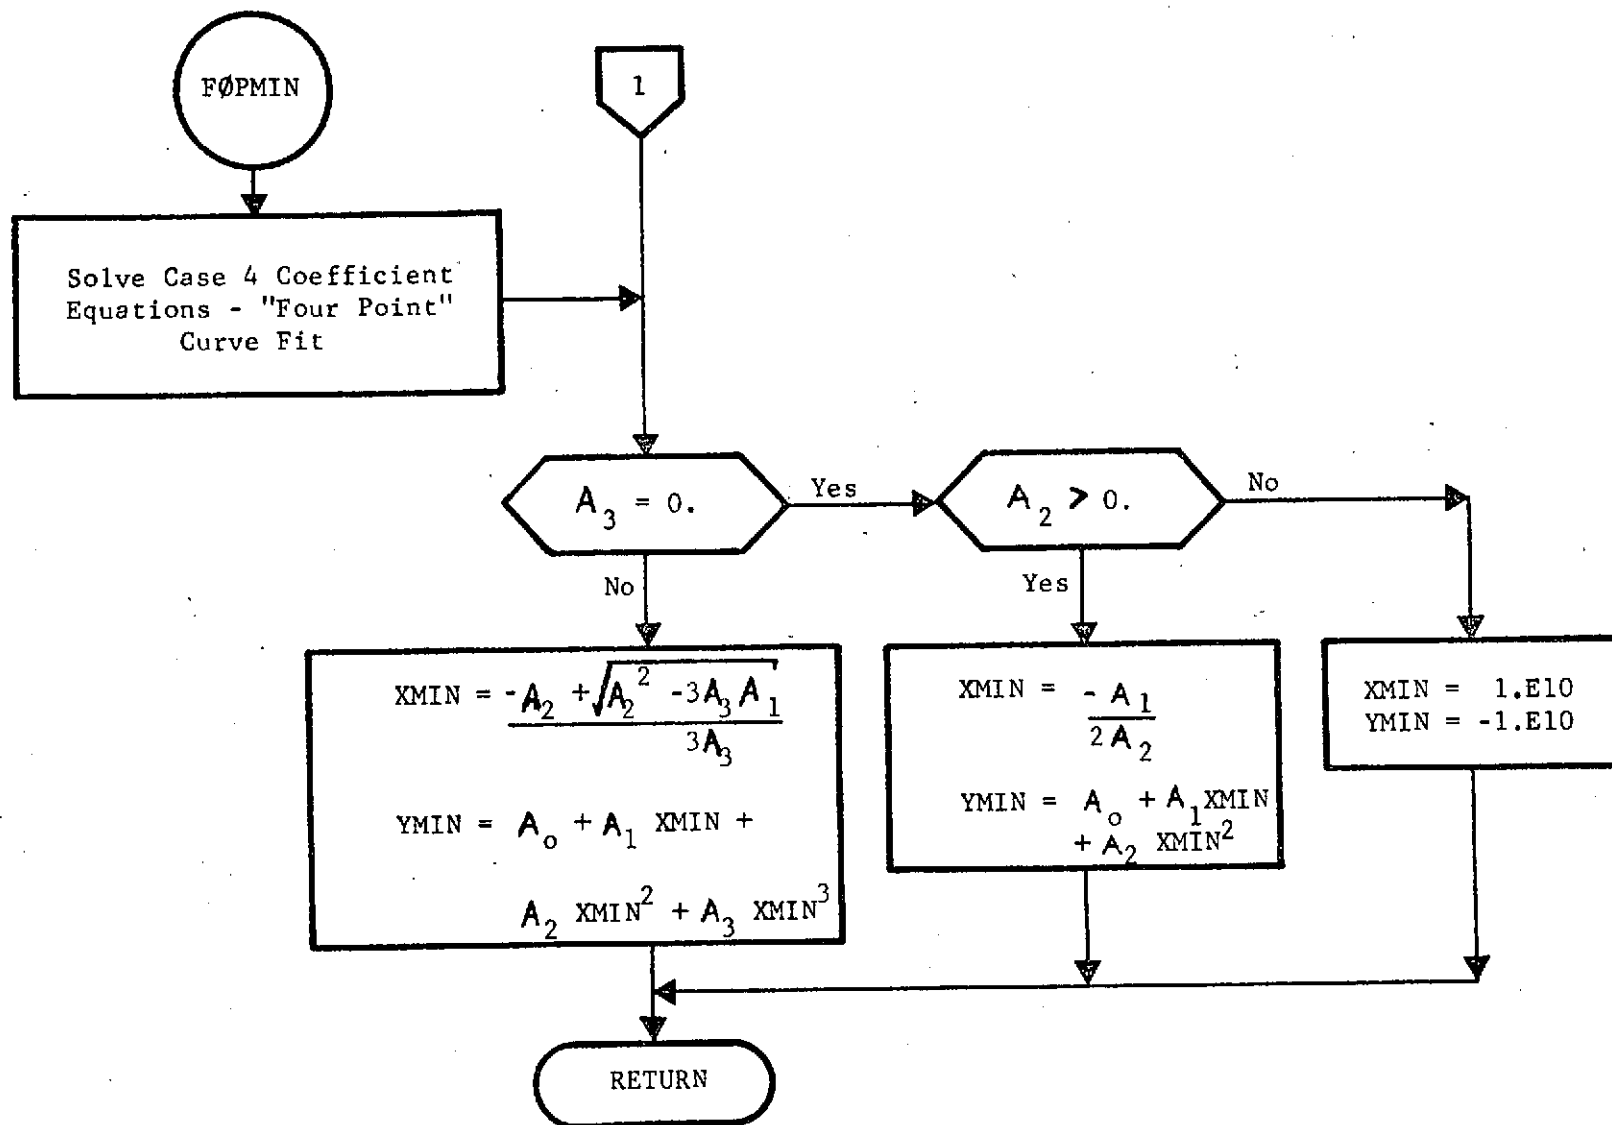 FØPMIN
1
Solve Case 4 Coefficient
Equations - "Four Point"
Curve Fit
A₃ = 0.
Yes
A₂ > 0.
No
No
Yes
XMIN = -A₂ + √(A₂² -3A₃A₁) / 3A₃
YMIN = A₀ + A₁ XMIN +
A₂ XMIN² + A₃ XMIN³
XMIN = -A₁ / 2A₂
YMIN = A₀ + A₁XMIN
+ A₂ XMIN²
XMIN = 1.E10
YMIN = -1.E10
RETURN